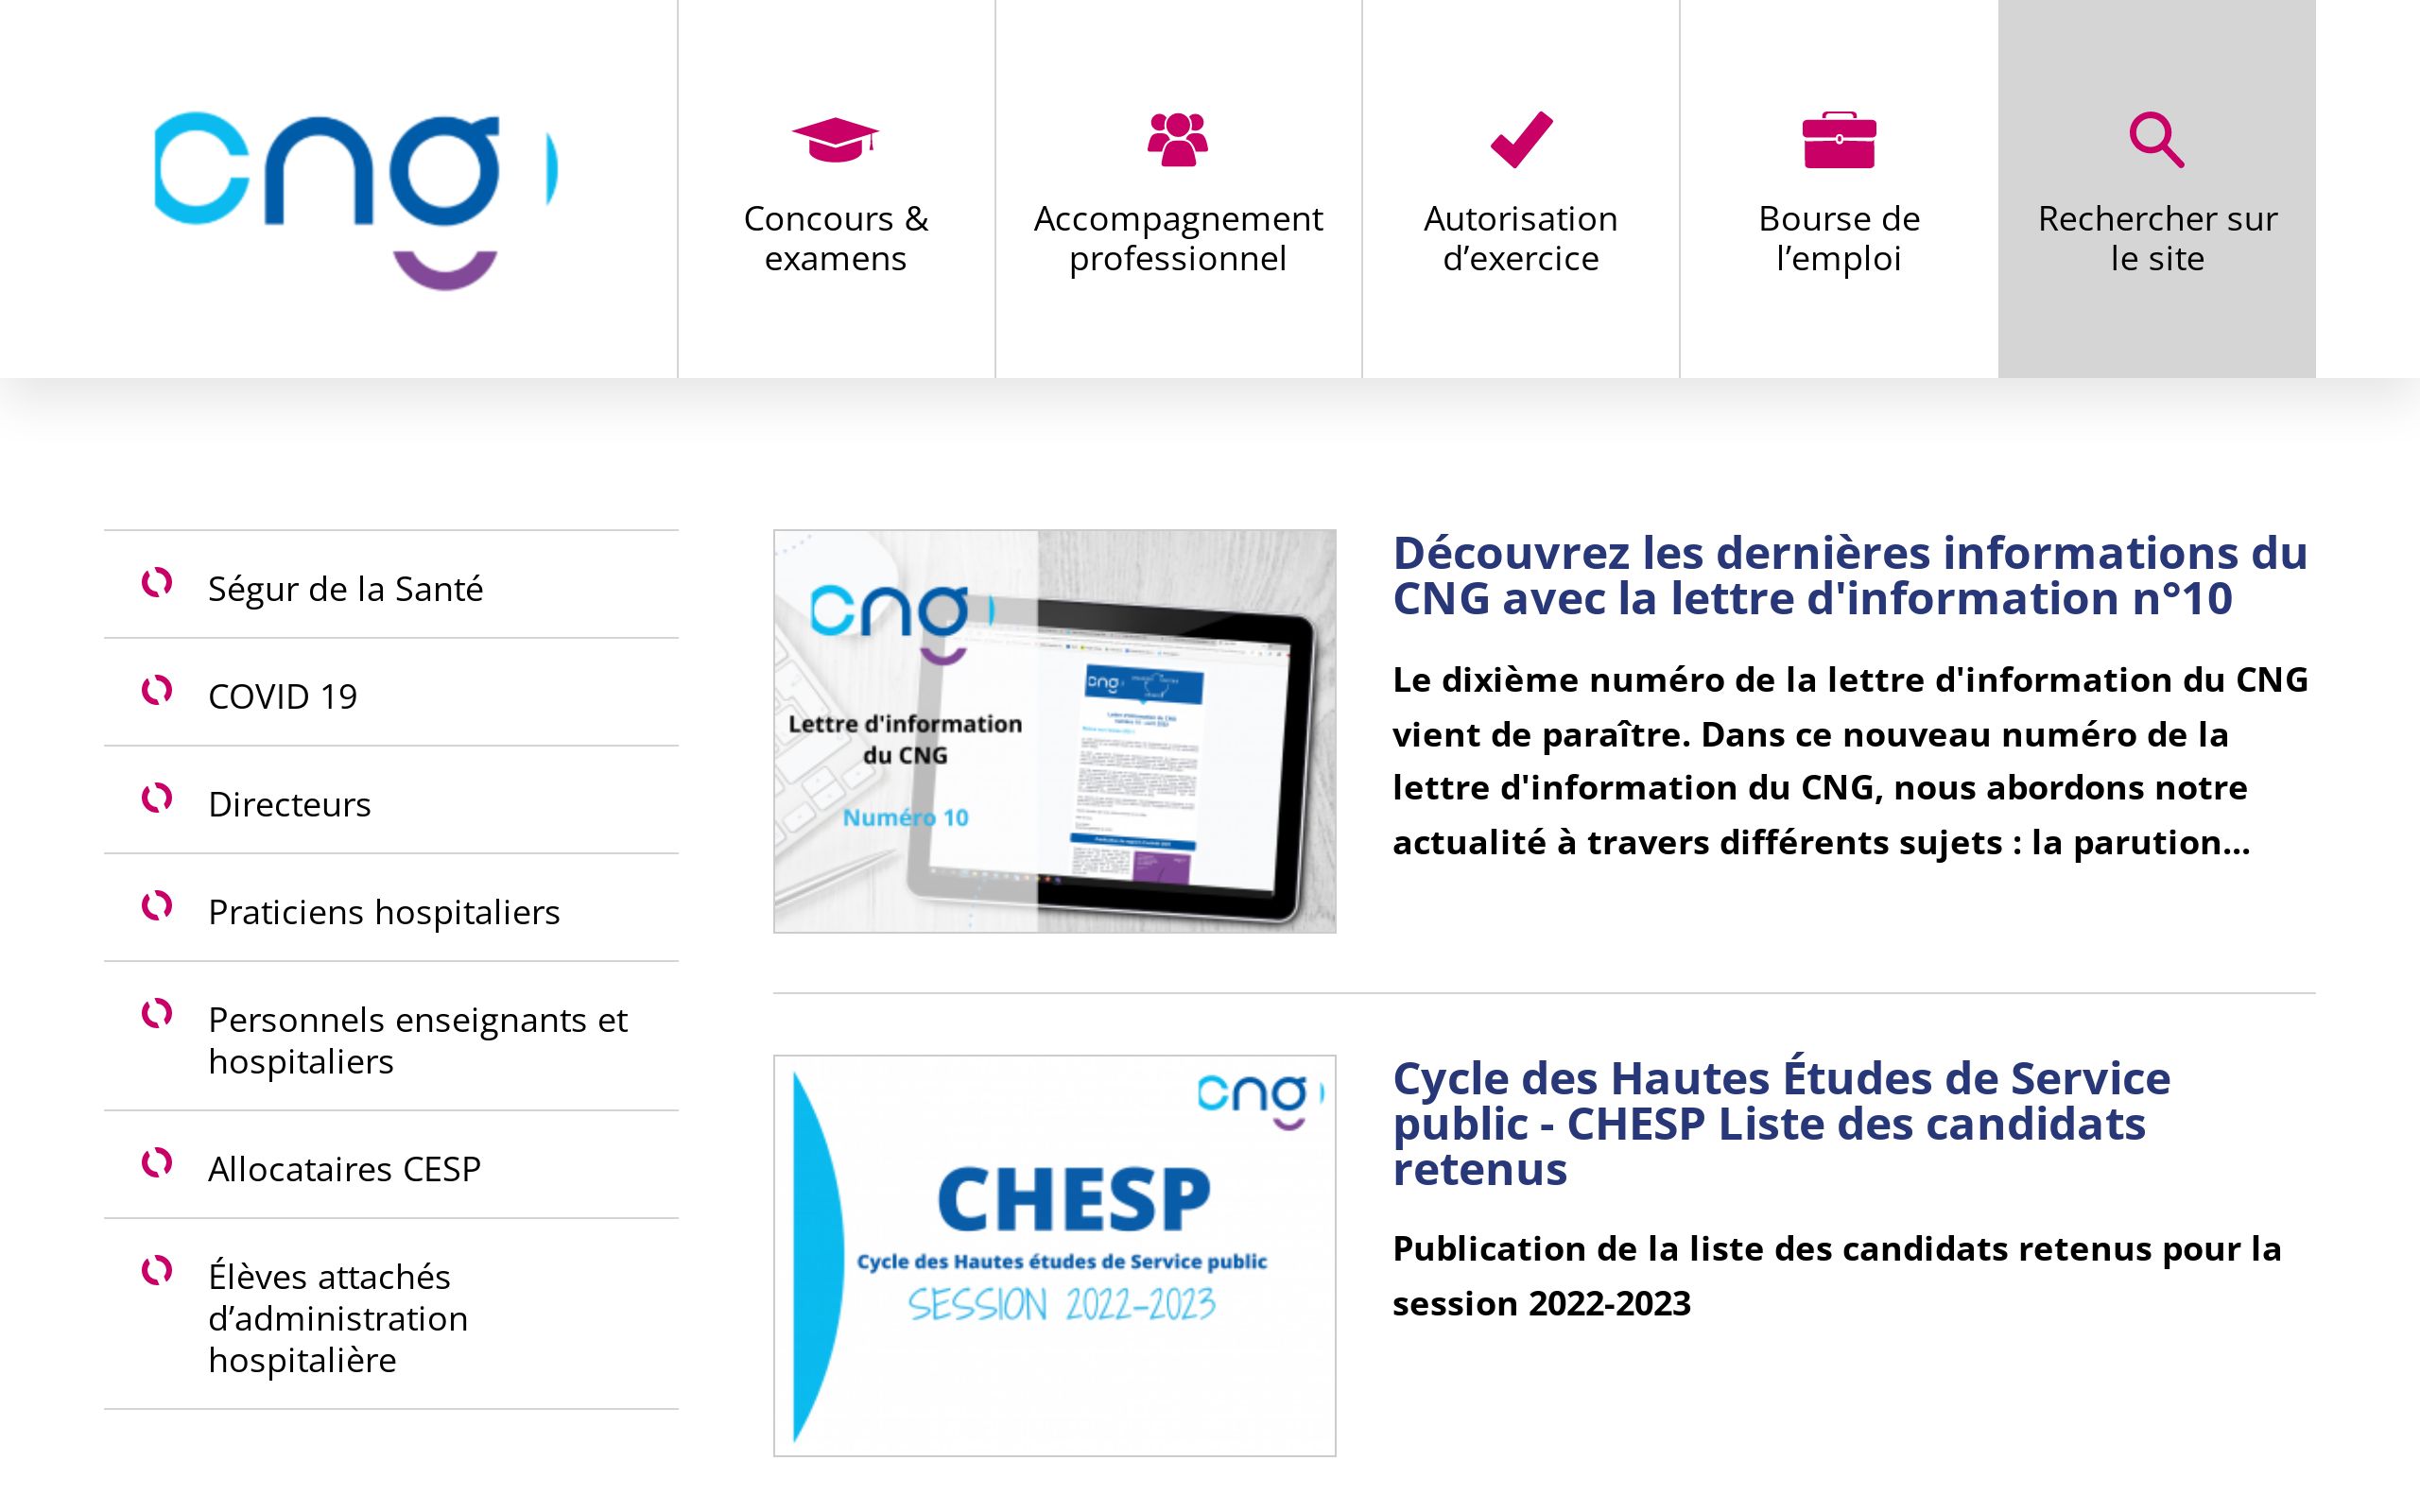 cng
Concours &
examens
Accompagnement
professionnel
Autorisation
d’exercice
Bourse de
l’emploi
Rechercher sur
le site
Ségur de la Santé
COVID 19
Directeurs
Praticiens hospitaliers
Personnels enseignants et
hospitaliers
Allocataires CESP
Élèves attachés
d’administration
hospitalière
cng
Lettre d'information
du CNG
Numéro 10
cng
Découvrez les dernières informations du
CNG avec la lettre d'information n°10
Le dixième numéro de la lettre d'information du CNG
vient de paraître. Dans ce nouveau numéro de la
lettre d'information du CNG, nous abordons notre
actualité à travers différents sujets : la parution...
cng
CHESP
Cycle des Hautes études de Service public
SESSION 2022-2023
Cycle des Hautes Études de Service
public - CHESP Liste des candidats
retenus
Publication de la liste des candidats retenus pour la
session 2022-2023